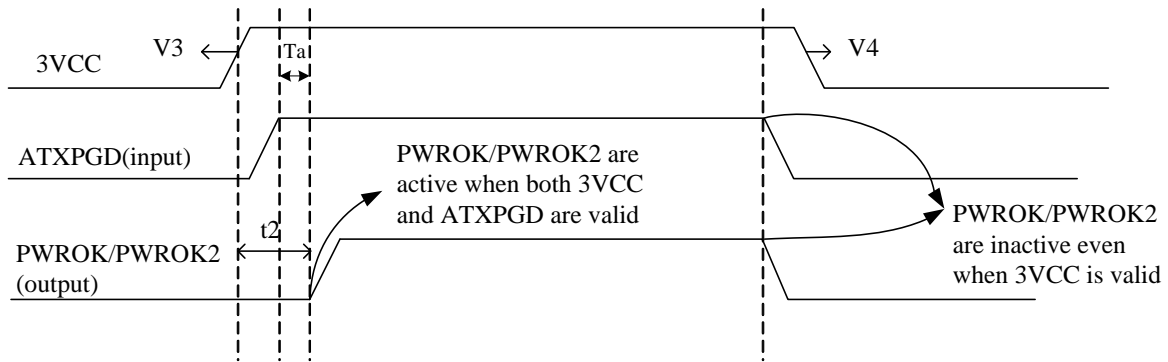 V3
Ta
V4
3VCC
ATXPGD(input)
PWROK/PWROK2 are
active when both 3VCC
and ATXPGD are valid
t2
PWROK/PWROK2
(output)
PWROK/PWROK2
are inactive even
when 3VCC is valid